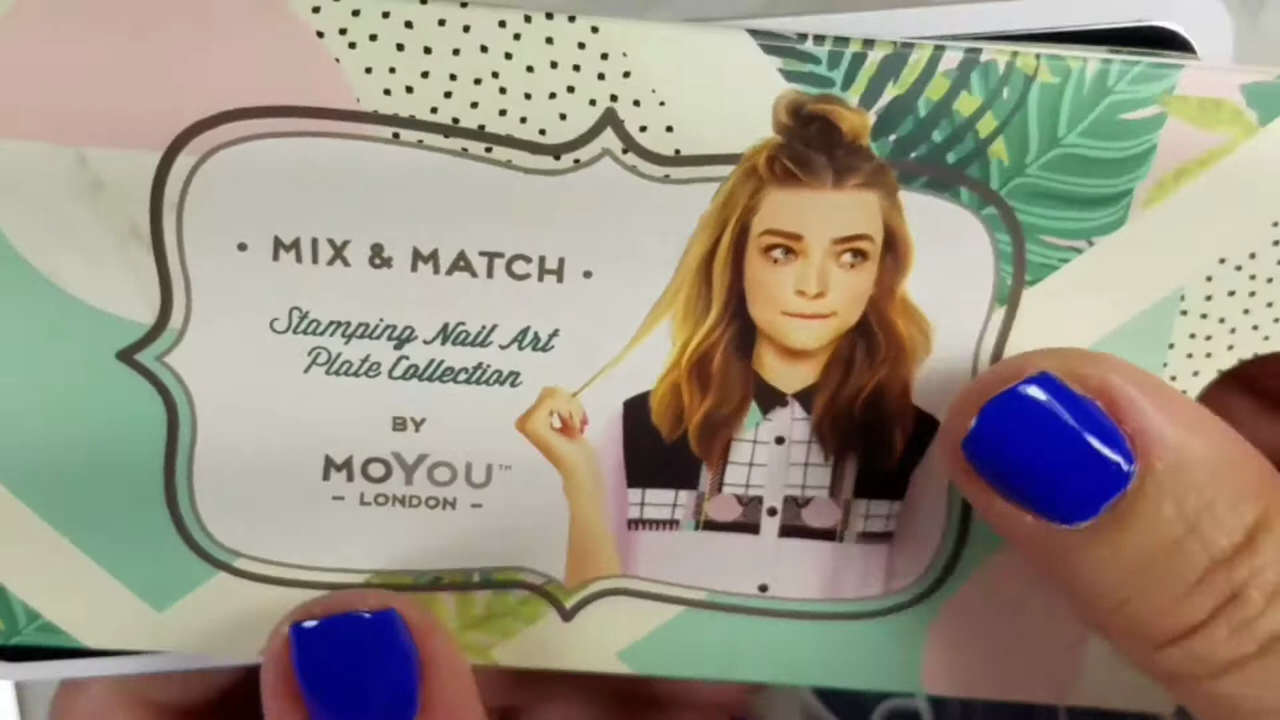 • MIX & MATCH •
Stamping Nail Art
Plate Collection
BY
MOYOU™
- LONDON -